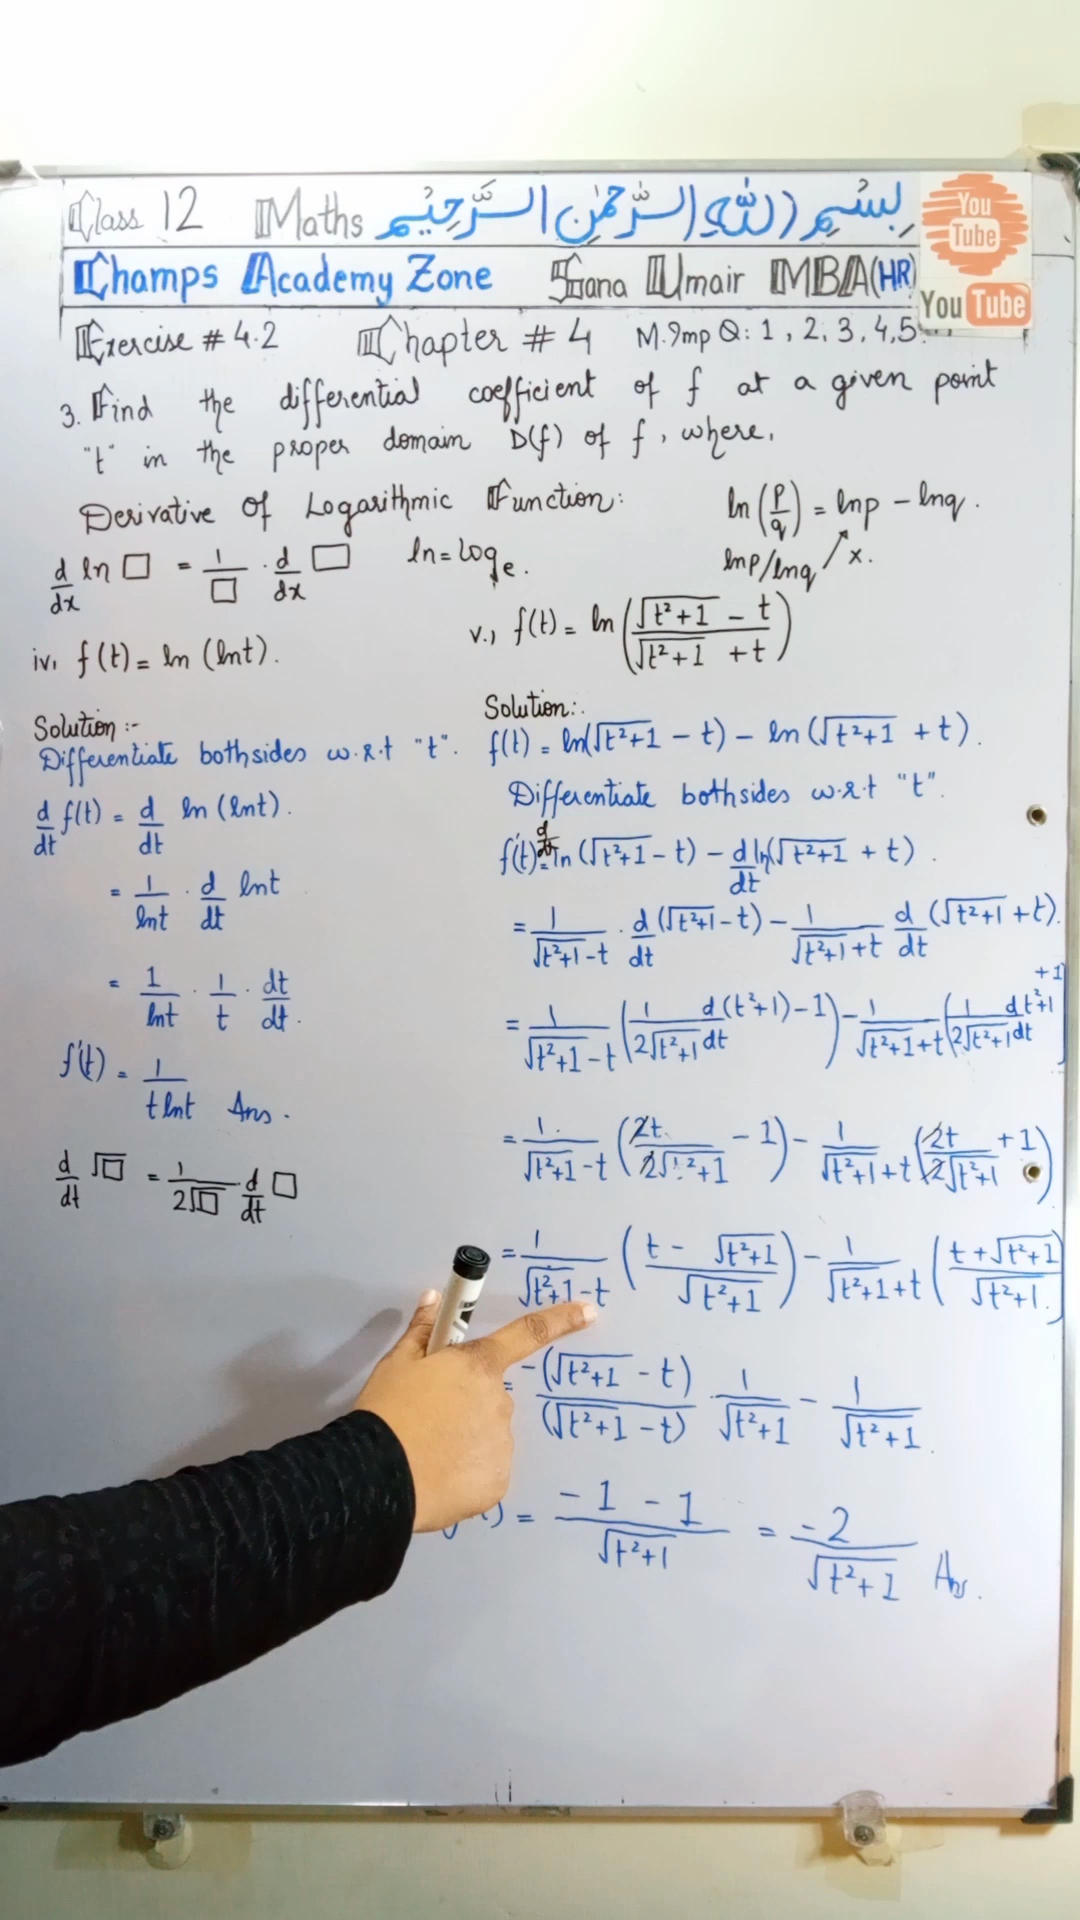 Class 12 Maths بِسْمِ اللّٰهِ الرَّحْمٰنِ الرَّحِيْمِ
You Tube
Champs Academy Zone Sana Umair MBA(HR)
You Tube
Exercise # 4.2 Chapter # 4 M.Imp Q: 1, 2, 3, 4, 5.
3. Find the differential coefficient of f at a given point
"t" in the proper domain D(f) of f, where,
Derivative of Logarithmic Function: ln(p/q) = lnp - lnq.
d/dx ln □ = 1/□ . d/dx □ ln = Loge. lnp/lnq ↗ x.
iv, f(t) = ln (lnt).
Solution:-
Differentiate bothsides w.r.t "t".
d/dt f(t) = d/dt ln (lnt).
= 1/lnt . d/dt lnt
= 1/lnt . 1/t . dt/dt.
f'(t) = 1/tlnt Ans.
d/dt √□ = 1/2√□ . d/dt □
v., f(t) = ln (√t²+1 - t / √t²+1 + t)
Solution:.
f(t) = ln(√t²+1 - t) - ln (√t²+1 + t).
Differentiate bothsides w.r.t "t".
f'(t) = d/dt ln (√t²+1 - t) - d/dt ln(√t²+1 + t).
= 1/√t²+1-t . d/dt (√t²+1-t) - 1/√t²+1+t d/dt (√t²+1+t).
= 1/√t²+1-t (1/2√t²+1 d/dt(t²+1)-1) - 1/√t²+1+t (1/2√t²+1 d/dt t²+1 +1)
= 1/√t²+1-t (2t/2√t²+1 - 1) - 1/√t²+1+t (2t/2√t²+1 +1)
= 1/√t²+1-t (t - √t²+1 / √t²+1) - 1/√t²+1+t (t+√t²+1 / √t²+1.)
= -(√t²+1 - t)/(√t²+1 - t) . 1/√t²+1 - 1/√t²+1.
= -1 - 1/√t²+1 = -2/√t²+1 Ans.